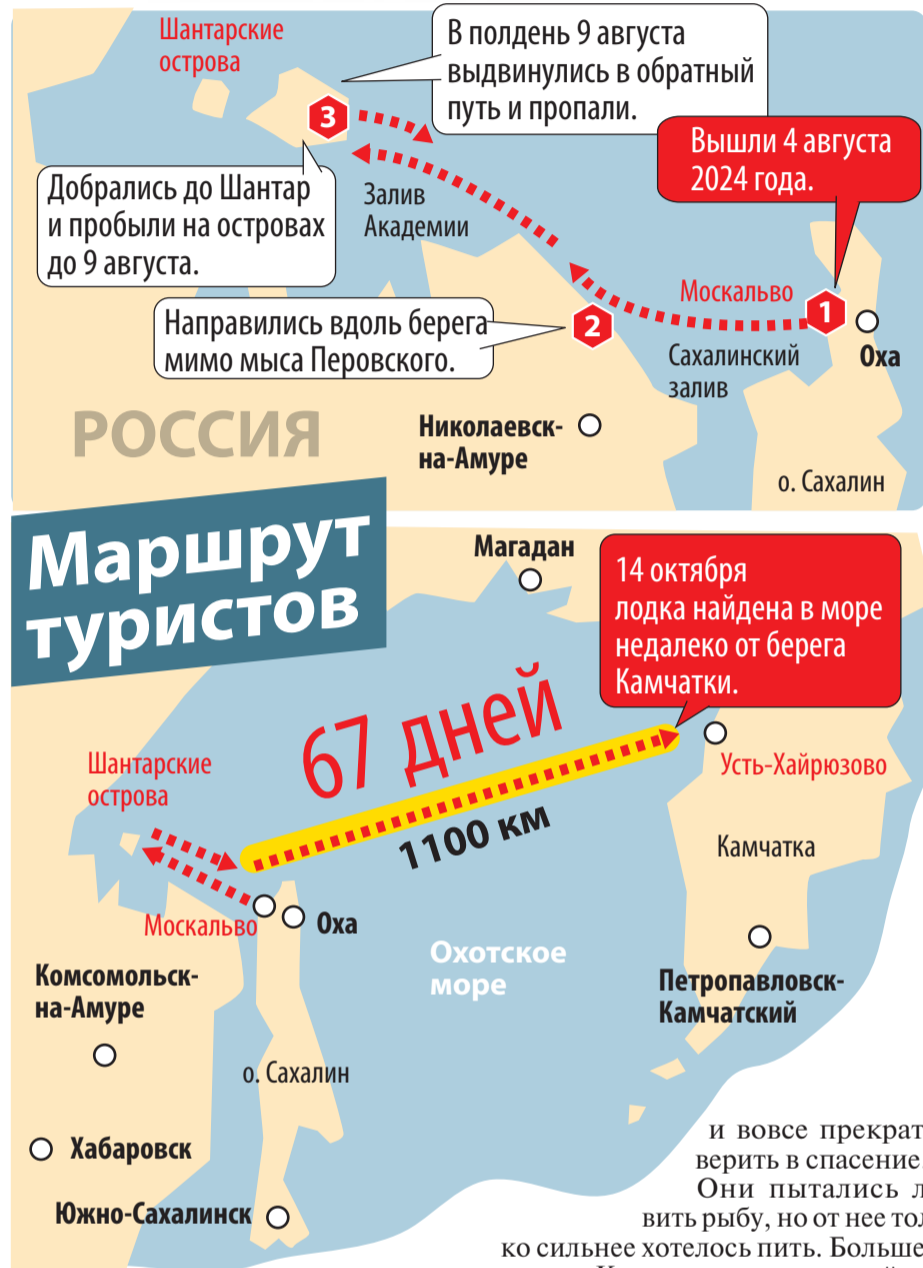 Шантарские
острова
В полдень 9 августа
выдвинулись в обратный
путь и пропали.
3
Вышли 4 августа
2024 года.
Добрались до Шантар
и пробыли на островах
до 9 августа.
Залив
Академии
Москальво
1
2
Направились вдоль берега
мимо мыса Перовского.
Сахалинский
залив
Оха
РОССИЯ
Николаевск-
на-Амуре
о. Сахалин
Маршрут
туристов
Магадан
14 октября
лодка найдена в море
недалеко от берега
Камчатки.
67 дней
1100 км
Шантарские
острова
Усть-Хайрюзово
Камчатка
Москальво
Оха
Охотское
море
Комсомольск-
на-Амуре
Петропавловск-
Камчатский
о. Сахалин
Хабаровск
Южно-Сахалинск
и вовсе прекрат
верить в спасение
Они пытались л
вить рыбу, но от нее тол
ко сильнее хотелось пить. Больше